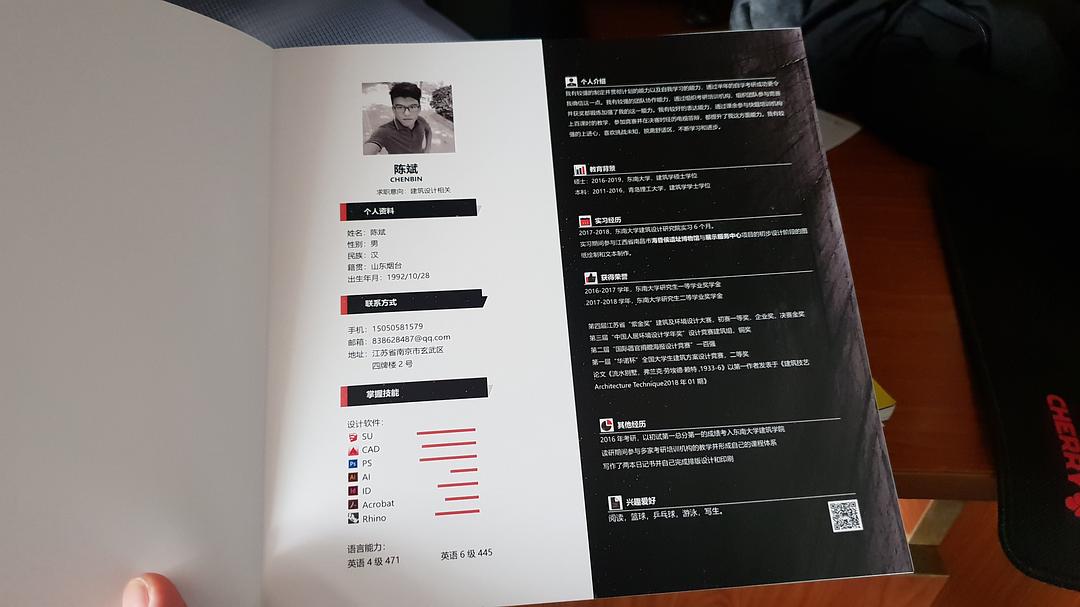 陈斌
CHENBIN
求职意向：建筑设计相关
个人资料
姓名：陈斌
性别：男
民族：汉
籍贯：山东烟台
出生年月：1992/10/28
联系方式
手机：15050581579
邮箱：838628487@qq.com
地址：江苏省南京市玄武区
四牌楼 2 号
掌握技能
设计软件：
SU
CAD
Ps PS
Ai AI
Id ID
Acrobat
Rhino
语言能力：
英语 4 级 471 英语 6 级 445
个人介绍
我有较强的制定并贯彻计划的能力以及自我学习的能力，通过半年的自学考研成功更令
我确信这一点。我有较强的团队协作能力，通过组织考研培训机构、组织团队参与竞赛
并获奖都锻炼加强了我的这一能力。我有较好的表达能力，通过课余参与快题培训机构
上百课时的教学、参加竞赛并在决赛时径的电视答辩，都提升了我这方面能力。我有较
强的上进心，喜欢挑战未知，脱离舒适区，不断学习和进步。
教育背景
硕士：2016-2019，东南大学，建筑学硕士学位
本科：2011-2016，青岛理工大学，建筑学学士学位
实习经历
2017-2018，东南大学建筑设计研究院实习 6 个月。
实习期间参与江西省南昌市海昏侯遗址博物馆与展示服务中心项目的初步设计阶段的图
纸绘制和文本制作。
获得荣誉
2016-2017 学年，东南大学研究生一等学业奖学金
2017-2018 学年，东南大学研究生二等学业奖学金
第四届江苏省“紫金奖”建筑及环境设计大赛，初赛一等奖，企业奖，决赛金奖
第三届“中国人居环境设计学年奖”设计竞赛建筑组，铜奖
第二届“国际器官捐赠海报设计竞赛”一百强
第一届“华诺杯”全国大学生建筑方案设计竞赛，二等奖
论文《流水别墅，弗兰克·劳埃德·赖特 ,1933-6》以第一作者发表于《建筑技艺
Architecture Technique2018 年 01 期》
其他经历
2016 年考研，以初试第一总分第一的成绩考入东南大学建筑学院
读研期间参与多家考研培训机构的教学并形成自己的课程体系
写作了两本日记书并自己完成排版设计和印刷
兴趣爱好
阅读，篮球，乒乓球，游泳，写生。
CHERRY